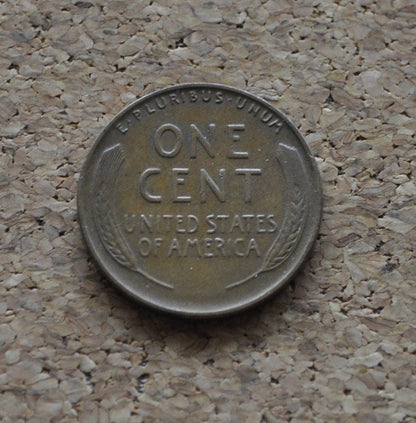 E·PLURIBUS·UNUM
ONE
CENT
UNITED STATES
OF AMERICA